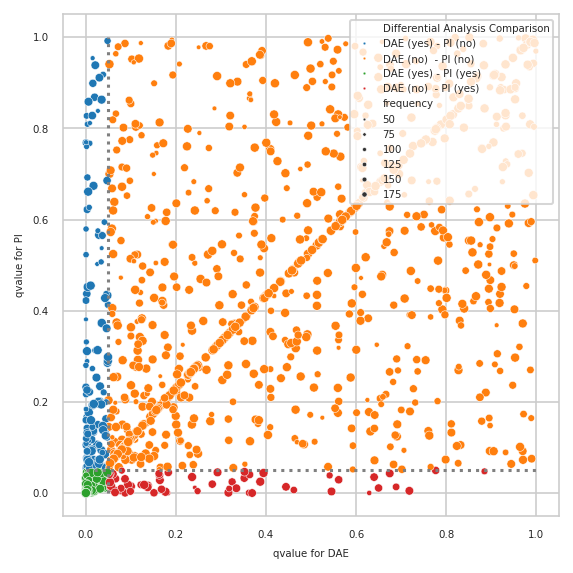 Differential Analysis Comparison
DAE (yes) - PI (no)
DAE (no)  - PI (no)
DAE (yes) - PI (yes)
DAE (no)  - PI (yes)
frequency
50
75
100
125
150
175
1.0
0.8
0.6
0.4
0.2
0.0
qvalue for PI
0.0 0.2 0.4 0.6 0.8 1.0
qvalue for DAE